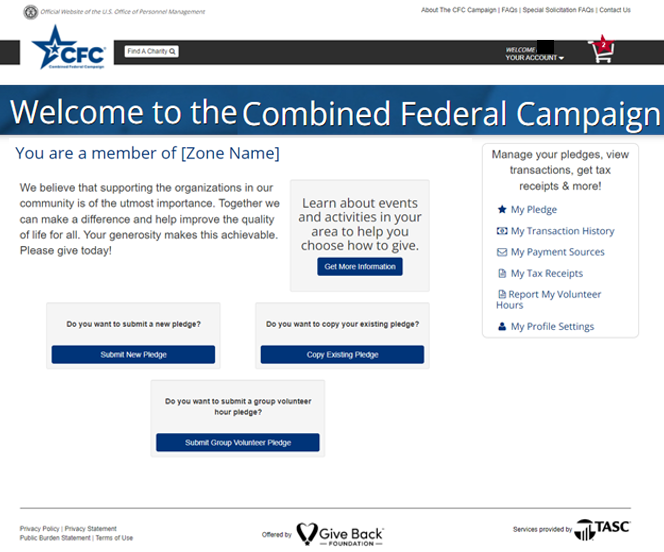 Official Website of the U.S. Office of Personnel Management
About The CFC Campaign | FAQs | Special Solicitation FAQs | Contact Us
CFC
Combined Federal Campaign
Find A Charity
WELCOME
YOUR ACCOUNT
2
Welcome to the Combined Federal Campaign
You are a member of [Zone Name]
We believe that supporting the organizations in our
community is of the utmost importance. Together we
can make a difference and help improve the quality
of life for all. Your generosity makes this achievable.
Please give today!
Learn about events
and activities in your
area to help you
choose how to give.
Get More Information
Manage your pledges, view
transactions, get tax
receipts & more!
My Pledge
My Transaction History
My Payment Sources
My Tax Receipts
Report My Volunteer
Hours
My Profile Settings
Do you want to submit a new pledge?
Submit New Pledge
Do you want to copy your existing pledge?
Copy Existing Pledge
Do you want to submit a group volunteer
hour pledge?
Submit Group Volunteer Pledge
Privacy Policy | Privacy Statement
Public Burden Statement | Terms of Use
Offered by
Give Back
FOUNDATION
Services provided by
TASC